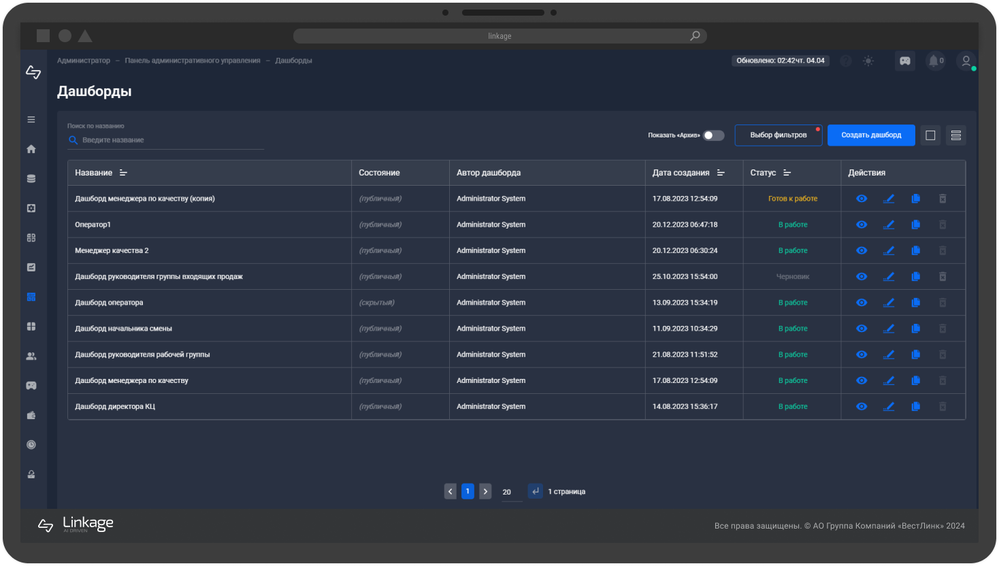 linkage
Администратор – Панель административного управления – Дашборды
Обновлено: 02:42чт. 04.04
0
Дашборды
Поиск по названию
Введите название
Показать «Архив»
Выбор фильтров
Создать дашборд
Название Состояние Автор дашборда Дата создания Статус Действия
Дашборд менеджера по качеству (копия) (публичный) Administrator System 17.08.2023 12:54:09 Готов к работе
Оператор1 (публичный) Administrator System 20.12.2023 06:47:18 В работе
Менеджер качества 2 (публичный) Administrator System 20.12.2023 06:30:24 В работе
Дашборд руководителя группы входящих продаж (публичный) Administrator System 25.10.2023 15:54:00 Черновик
Дашборд оператора (скрытый) Administrator System 13.09.2023 15:34:19 В работе
Дашборд начальника смены (публичный) Administrator System 11.09.2023 10:34:29 В работе
Дашборд руководителя рабочей группы (публичный) Administrator System 21.08.2023 11:51:52 В работе
Дашборд менеджера по качеству (публичный) Administrator System 17.08.2023 12:54:09 В работе
Дашборд директора КЦ (публичный) Administrator System 14.08.2023 15:36:17 В работе
1 20 1 страница
Linkage
AI DRIVEN
Все права защищены. © АО Группа Компаний «ВестЛинк» 2024